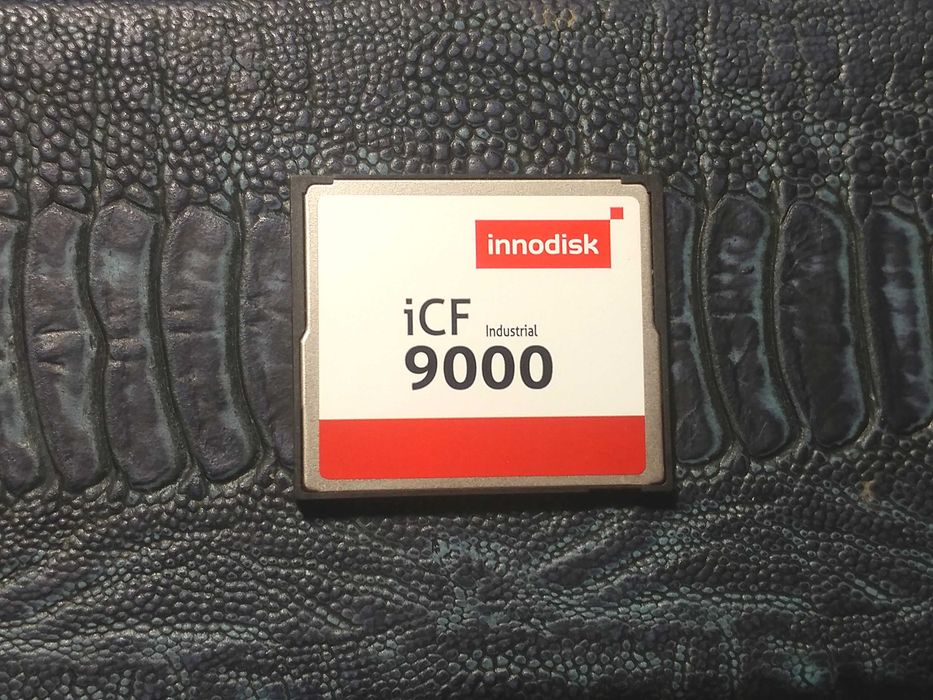 innodisk
iCF Industrial
9000